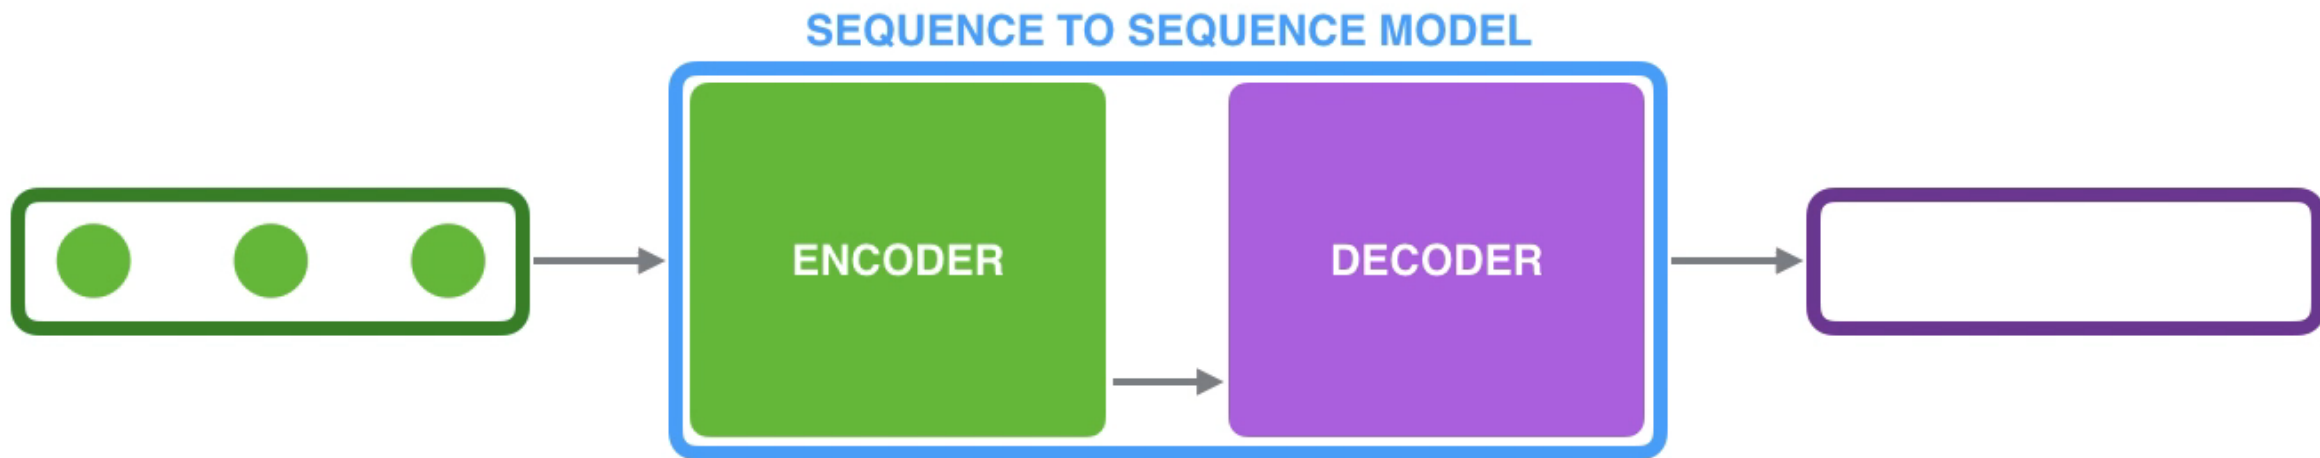 SEQUENCE TO SEQUENCE MODEL
ENCODER
DECODER